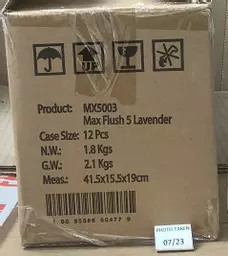 UP
Product: MX5003
Max Flush 5 Lavender
Case Size: 12 Pcs
N.W.: 1.8 Kgs
G.W.: 2.1 Kgs
Meas.: 41.5x15.5x19cm
PHOTO TAKEN
07/23